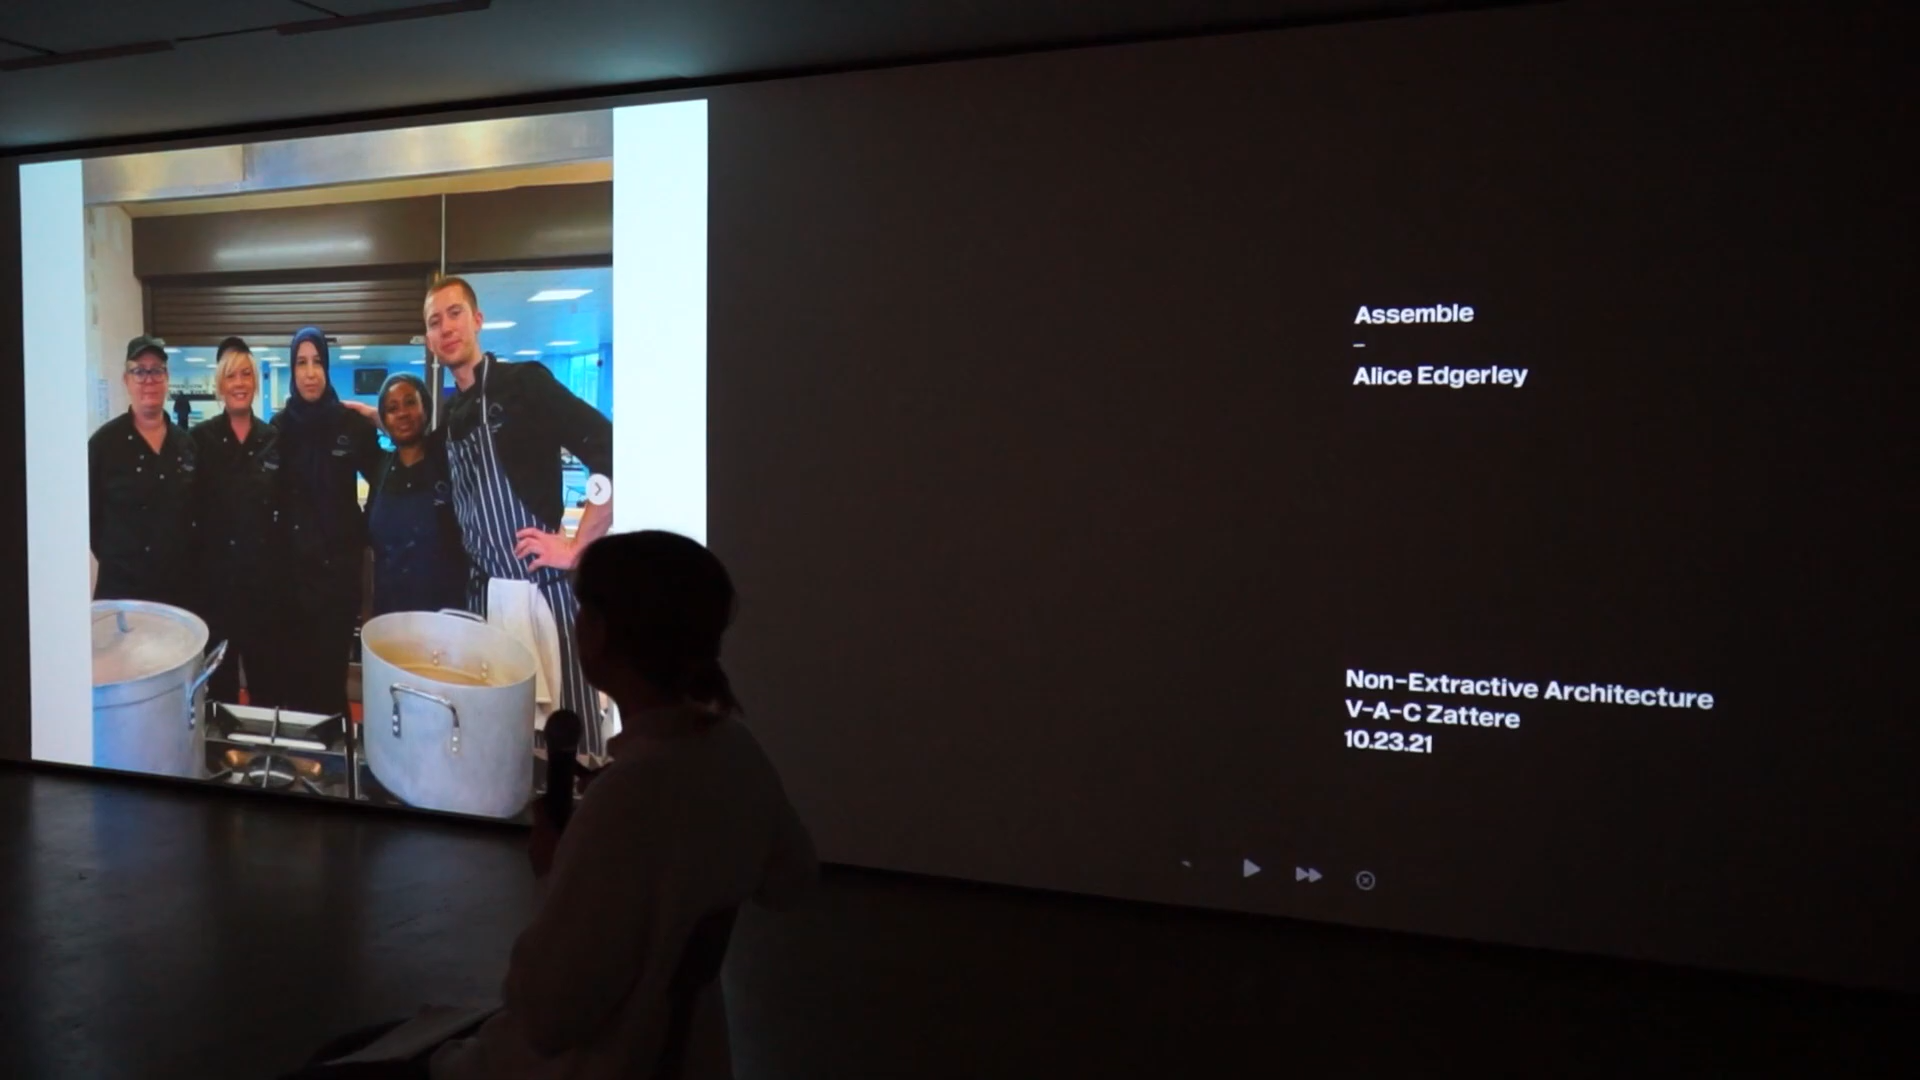 Assemble
–
Alice Edgerley
Non-Extractive Architecture
V-A-C Zattere
10.23.21